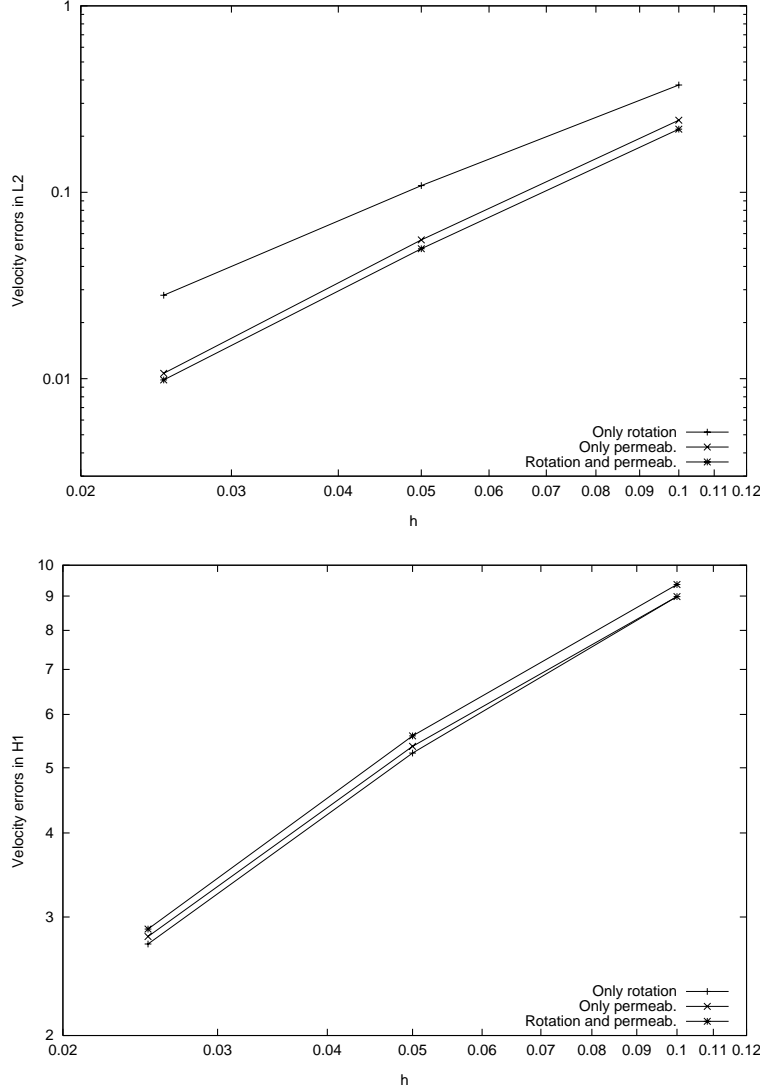 1
0.1
0.01
Velocity errors in L2
Only rotation
Only permeab.
Rotation and permeab.
0.02 0.03 0.04 0.05 0.06 0.07 0.08 0.09 0.1 0.11 0.12
h
10
9
8
7
6
5
4
3
2
Velocity errors in H1
Only rotation
Only permeab.
Rotation and permeab.
0.02 0.03 0.04 0.05 0.06 0.07 0.08 0.09 0.1 0.11 0.12
h